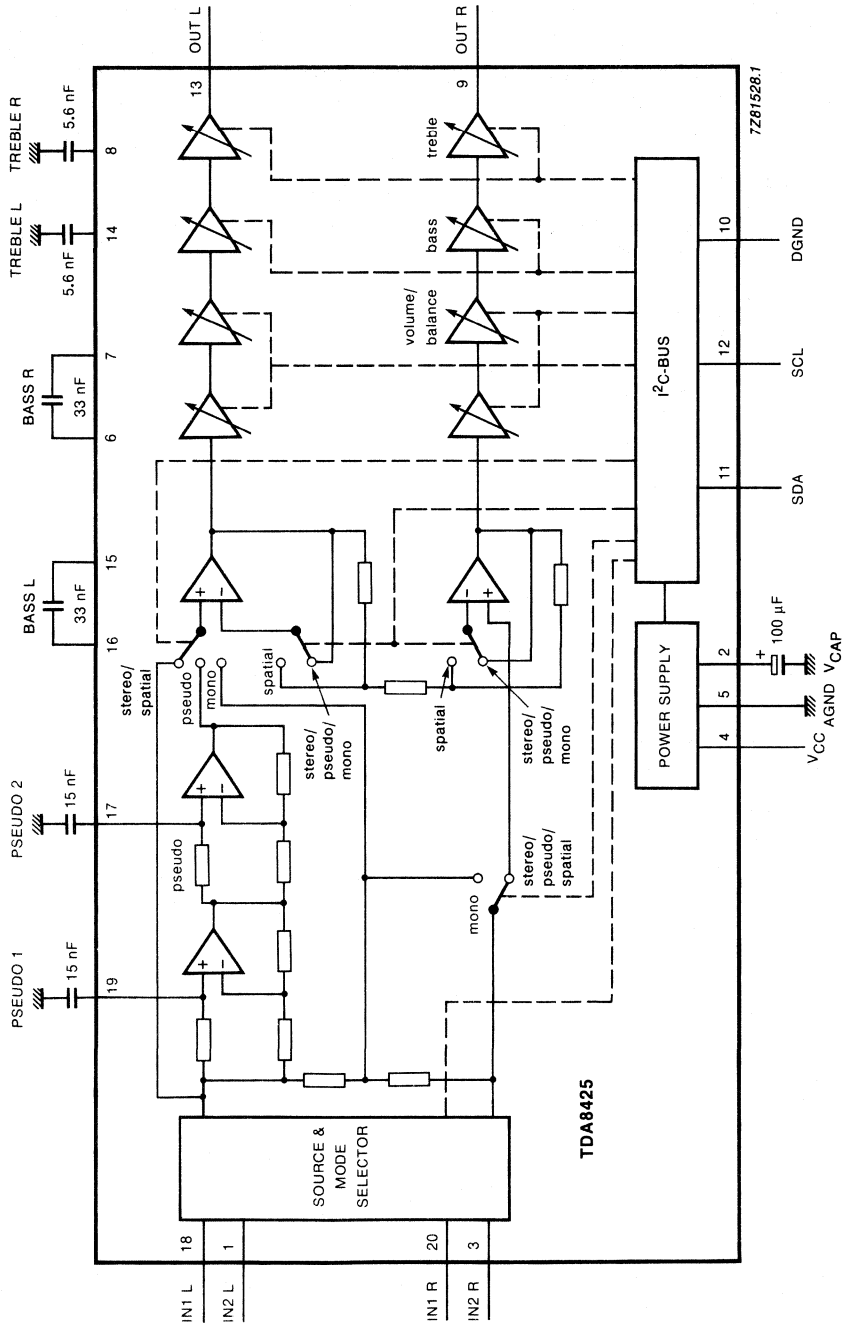 PSEUDO 1
15 nF
19
PSEUDO 2
15 nF
17
BASS L
33 nF
16
15
BASS R
33 nF
6
7
TREBLE L
5.6 nF
14
TREBLE R
5.6 nF
8
IN1 L
18
IN2 L
1
IN1 R
20
IN2 R
3
SOURCE &
MODE
SELECTOR
+
−
pseudo
+
−
stereo/
spatial
pseudo
mono
+
−
spatial
stereo/
pseudo/
mono
spatial
stereo/
pseudo/
mono
−
+
mono
stereo/
pseudo/
spatial
volume/
balance
bass
treble
13
OUT L
9
OUT R
TDA8425
POWER SUPPLY
I²C-BUS
4
VCC
5
AGND
2
+
100 µF
VCAP
11
SDA
12
SCL
10
DGND
7Z81528.1